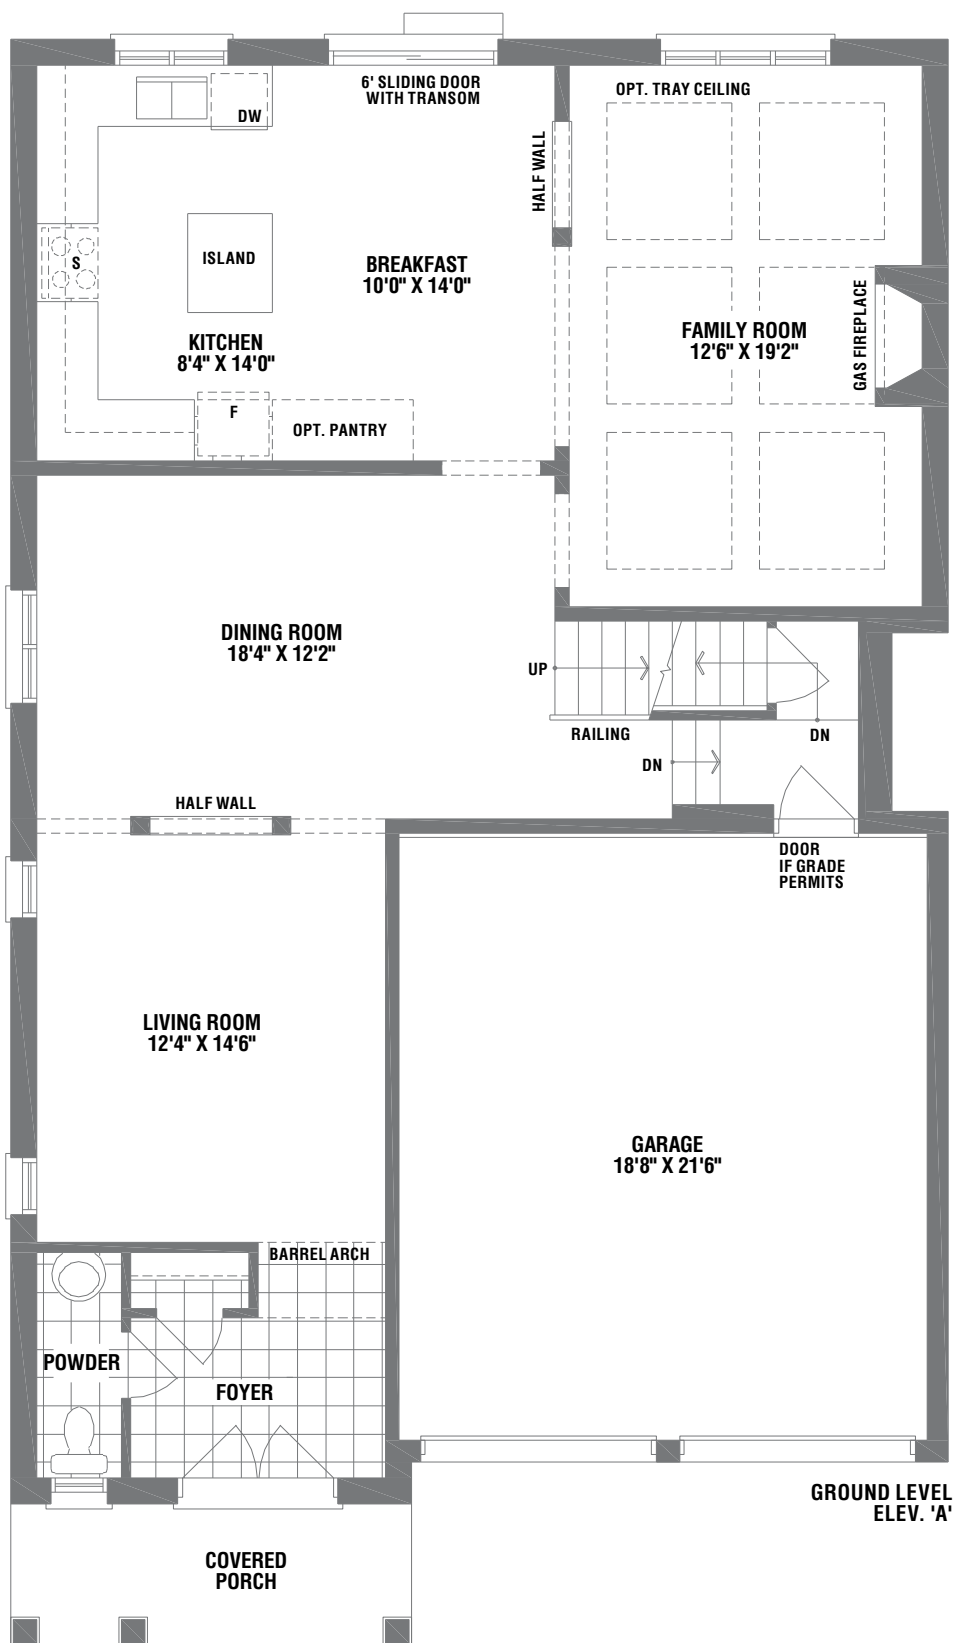 6' SLIDING DOOR
WITH TRANSOM
OPT. TRAY CEILING
DW
HALF WALL
S
ISLAND
BREAKFAST
10'0" X 14'0"
KITCHEN
8'4" X 14'0"
FAMILY ROOM
12'6" X 19'2"
GAS FIREPLACE
F
OPT. PANTRY
DINING ROOM
18'4" X 12'2"
UP
RAILING
DN
DN
HALF WALL
DOOR
IF GRADE
PERMITS
LIVING ROOM
12'4" X 14'6"
GARAGE
18'8" X 21'6"
BARREL ARCH
POWDER
FOYER
GROUND LEVEL
ELEV. 'A'
COVERED
PORCH